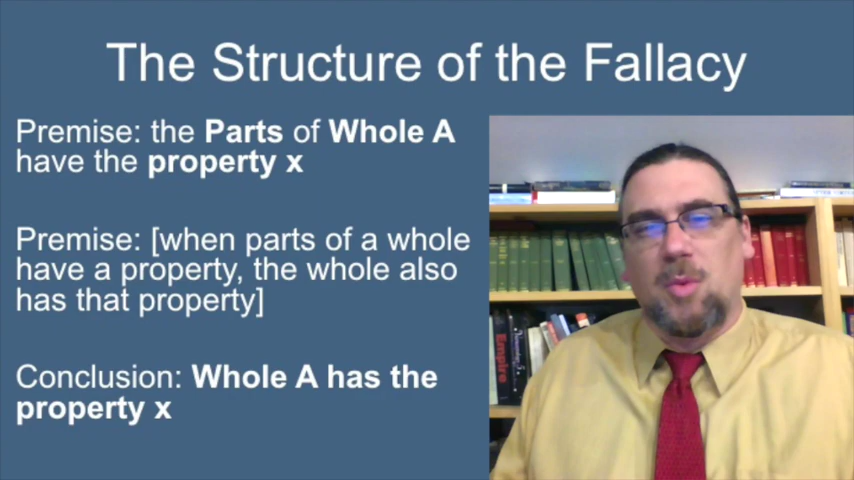 The Structure of the Fallacy
Premise: the Parts of Whole A
have the property x
Premise: [when parts of a whole
have a property, the whole also
has that property]
Conclusion: Whole A has the
property x
Empire